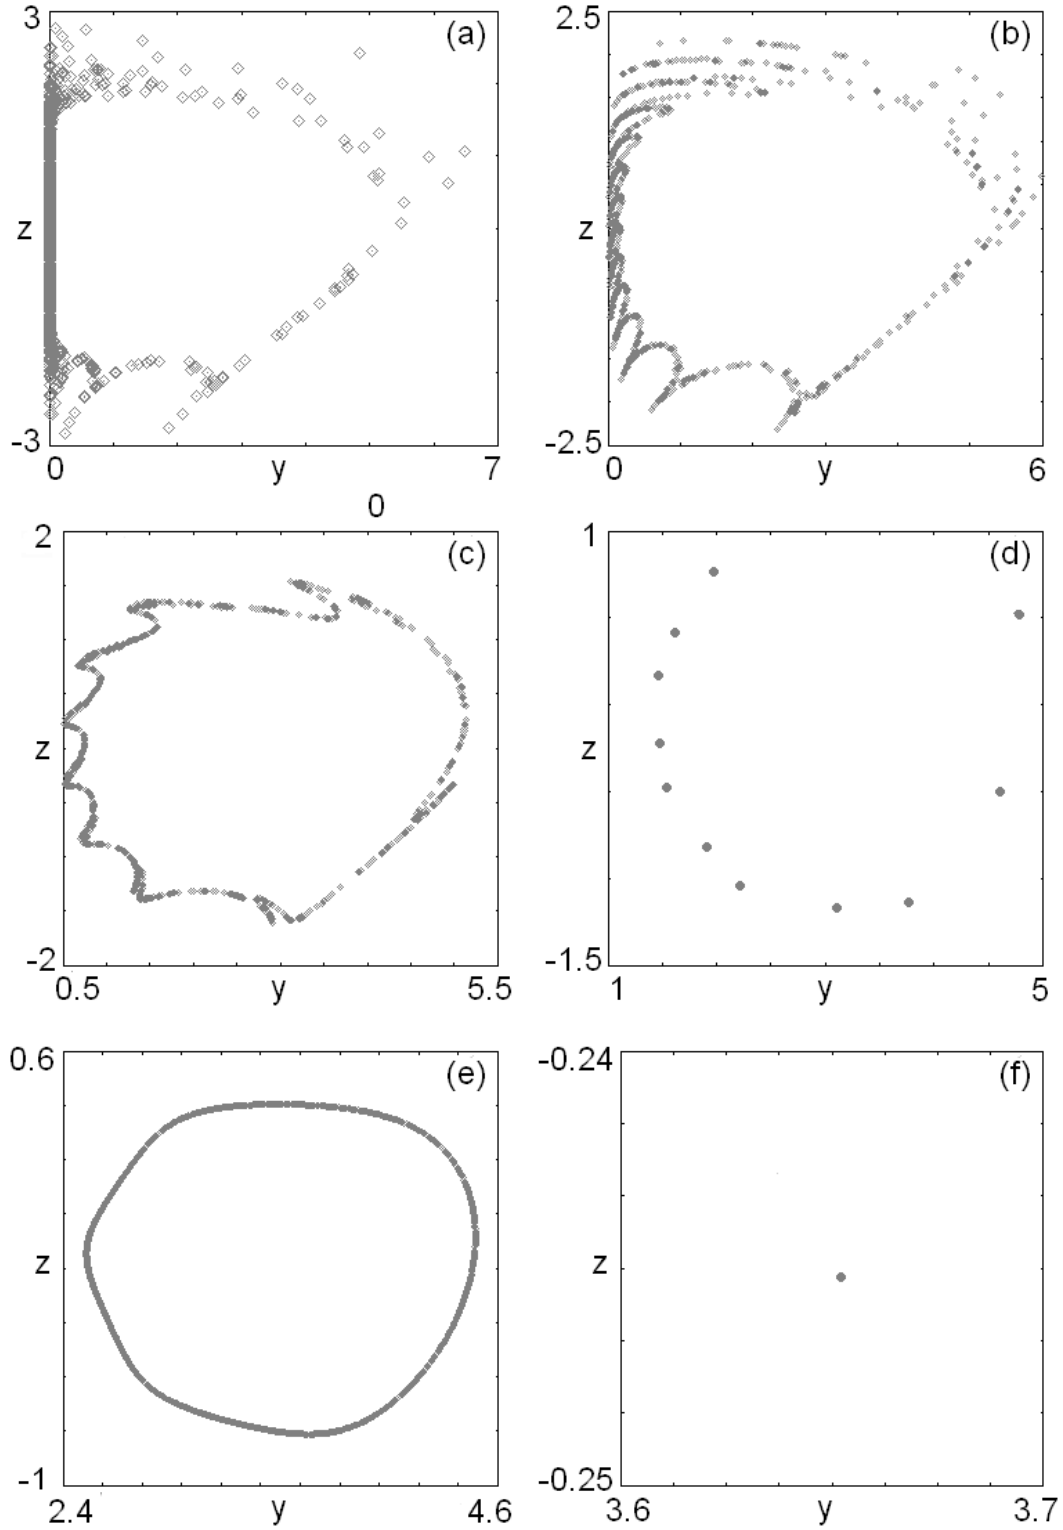 3 (a) 2.5 (b)
z z
-3 -2.5
0 y 7 0 y 6
0
2 (c) 1 (d)
z z
-2 -1.5
0.5 y 5.5 1 y 5
0.6 (e) -0.24 (f)
z z
-1 -0.25
2.4 y 4.6 3.6 y 3.7